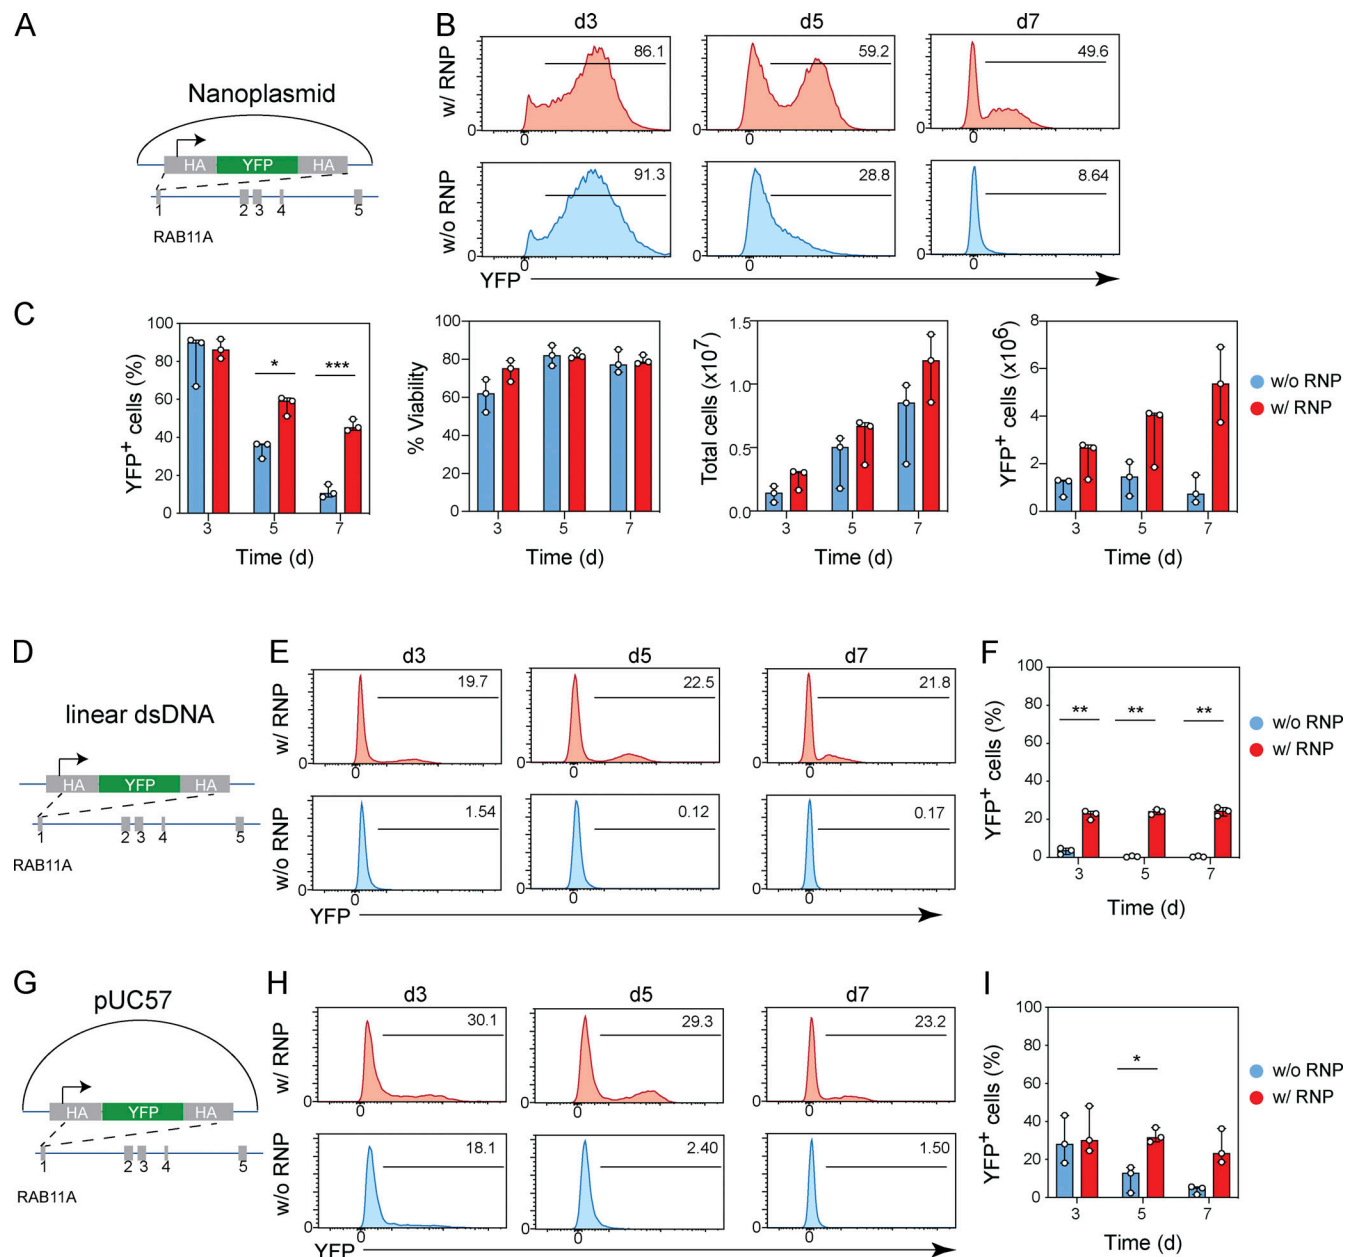 A
Nanoplasmid
HA YFP HA
1 2 3 4 5
RAB11A
B
d3 d5 d7
w/ RNP
86.1 59.2 49.6
0 0 0
0 0 0
w/o RNP
91.3 28.8 8.64
0 0 0
0 0 0
YFP
C
YFP+ cells (%)
100
80
60
40
20
0
* ***
3 5 7
Time (d)
% Viability
100
80
60
40
20
0
3 5 7
Time (d)
Total cells (x10^7)
1.5
1.0
0.5
0.0
3 5 7
Time (d)
YFP+ cells (x10^6)
8
6
4
2
0
3 5 7
Time (d)
w/o RNP
w/ RNP
D
linear dsDNA
HA YFP HA
1 2 3 4 5
RAB11A
E
d3 d5 d7
w/ RNP
19.7 22.5 21.8
0 0 0
0 0 0
w/o RNP
1.54 0.12 0.17
0 0 0
0 0 0
YFP
F
YFP+ cells (%)
100
80
60
40
20
0
** ** **
3 5 7
Time (d)
w/o RNP
w/ RNP
G
pUC57
HA YFP HA
1 2 3 4 5
RAB11A
H
d3 d5 d7
w/ RNP
30.1 29.3 23.2
0 0 0
0 0 0
w/o RNP
18.1 2.40 1.50
0 0 0
0 0 0
YFP
I
YFP+ cells (%)
100
80
60
40
20
0
*
3 5 7
Time (d)
w/o RNP
w/ RNP